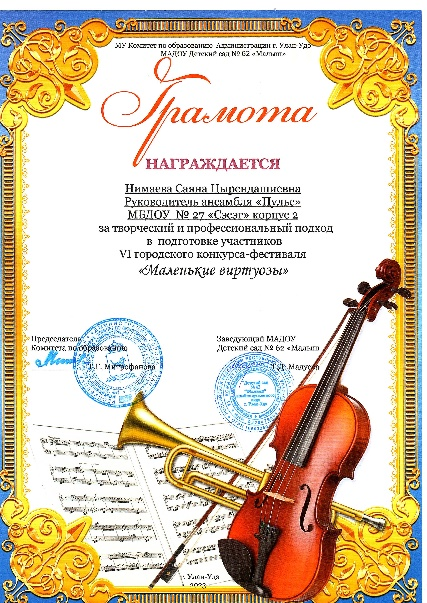 МУ Комитет по образованию Администрации г. Улан-Удэ
МАДОУ Детский сад № 62 «Малыш»
Грамота
НАГРАЖДАЕТСЯ
Нимаева Саяна Цырендашиевна
Руководитель ансамбля «Пульс»
МБДОУ № 27 «Сэсэг» корпус 2
за творческий и профессиональный подход
в подготовке участников
VI городского конкурса-фестиваля
«Маленькие виртуозы»
Председатель
Комитета по образованию
Т.Г. Митрофанова
Заведующий МАДОУ
Детский сад № 62 «Малыш»
г. Улан-Удэ